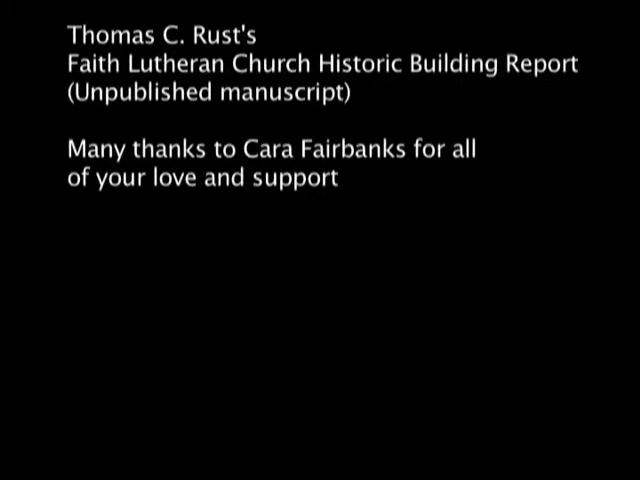 Thomas C. Rust's
Faith Lutheran Church Historic Building Report
(Unpublished manuscript)
Many thanks to Cara Fairbanks for all
of your love and support